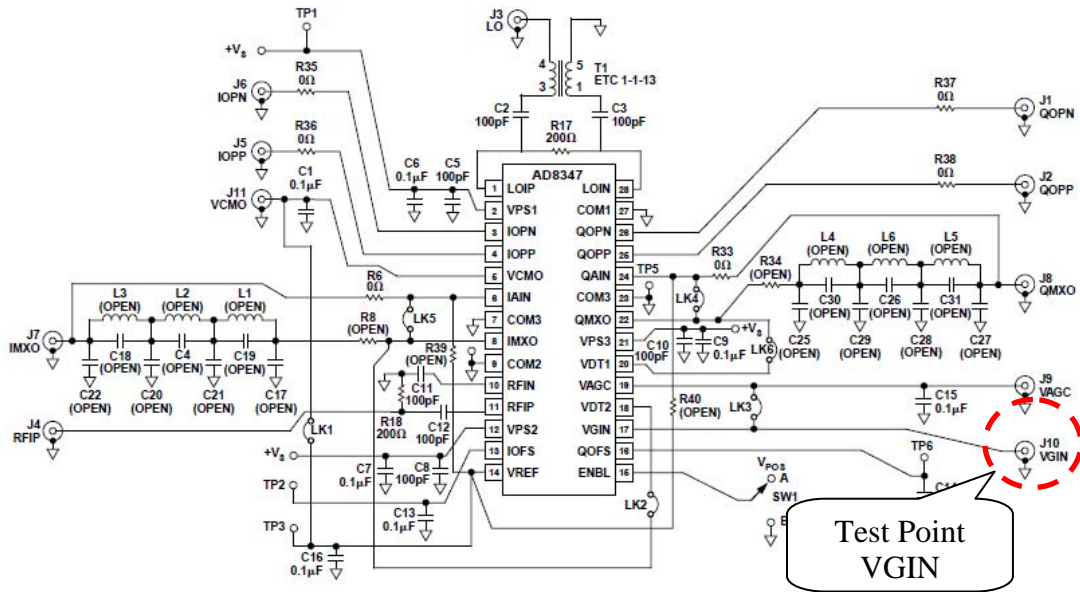 TP1
J3
LO
+VS
J6
IOPN
R35
0Ω
4
3
5
1
T1
ETC 1-1-13
R37
0Ω
J1
QOPN
C2
100pF
C3
100pF
J5
IOPP
R36
0Ω
R17
200Ω
R38
0Ω
J2
QOPP
J11
VCMO
C1
0.1µF
C6
0.1µF
C5
100pF
AD8347
1 LOIP
LOIN 28
2 VPS1
COM1 27
3 IOPN
QOPN 26
4 IOPP
QOPP 25
5 VCMO
QAIN 24
6 IAIN
COM3 23
7 COM3
QMXO 22
8 IMXO
VPS3 21
9 COM2
VDT1 20
10 RFIN
VAGC 19
11 RFIP
VDT2 18
12 VPS2
VGIN 17
13 IOFS
QOFS 16
14 VREF
ENBL 15
R6
0Ω
R33
0Ω
TP5
LK4
R34
(OPEN)
L4
(OPEN)
L6
(OPEN)
L5
(OPEN)
C30
(OPEN)
C26
(OPEN)
C31
(OPEN)
C25
(OPEN)
C29
(OPEN)
C28
(OPEN)
C27
(OPEN)
J8
QMXO
L3
(OPEN)
L2
(OPEN)
L1
(OPEN)
J7
IMXO
R8
(OPEN)
LK5
C18
(OPEN)
C4
(OPEN)
C19
(OPEN)
C22
(OPEN)
C20
(OPEN)
C21
(OPEN)
C17
(OPEN)
R39
(OPEN)
+VS
C10
100pF
C9
0.1µF
LK6
C11
100pF
R18
200Ω
C12
100pF
J4
RFIP
LK1
R40
(OPEN)
LK3
C15
0.1µF
J9
VAGC
+VS
C7
0.1µF
C8
100pF
TP6
J10
VGIN
TP2
C13
0.1µF
LK2
VPOS
A
SW1
TP3
C16
0.1µF
Test Point
VGIN